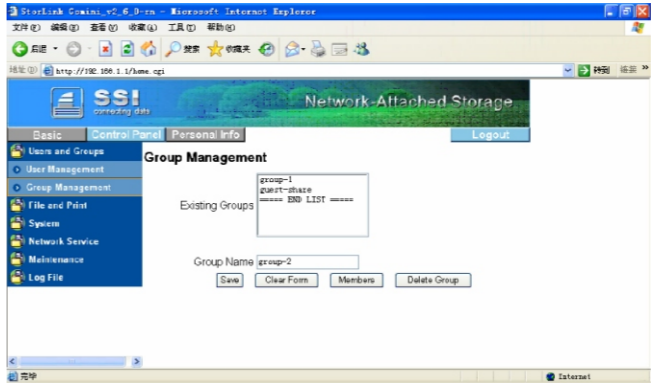 StorLink Gemini_v2_6_D-rn - Microsoft Internet Explorer
文件(F) 编辑(E) 查看(V) 收藏(A) 工具(T) 帮助(H)
后退 搜索 收藏夹
地址(D) http://192.168.1.1/home.cgi 转到 链接 »
SSI
connecting data
Network-Attached Storage
Basic Control Panel Personal Info Logout
Users and Groups
User Management
Group Management
File and Print
System
Network Service
Maintenance
Log File
Group Management
Existing Groups
group-1
guest-share
===== END LIST =====
Group Name group-2
Save Clear Form Members Delete Group
完毕 Internet